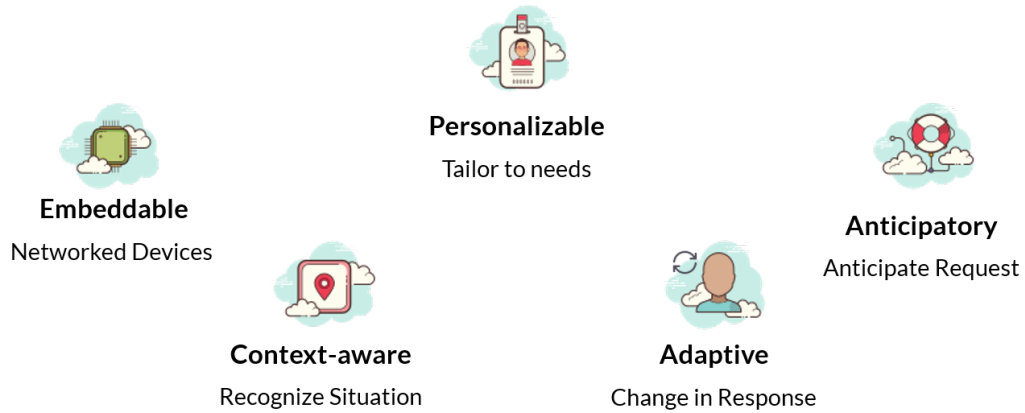 Personalizable
Tailor to needs
Embeddable
Networked Devices
Anticipatory
Anticipate Request
Context-aware
Recognize Situation
Adaptive
Change in Response